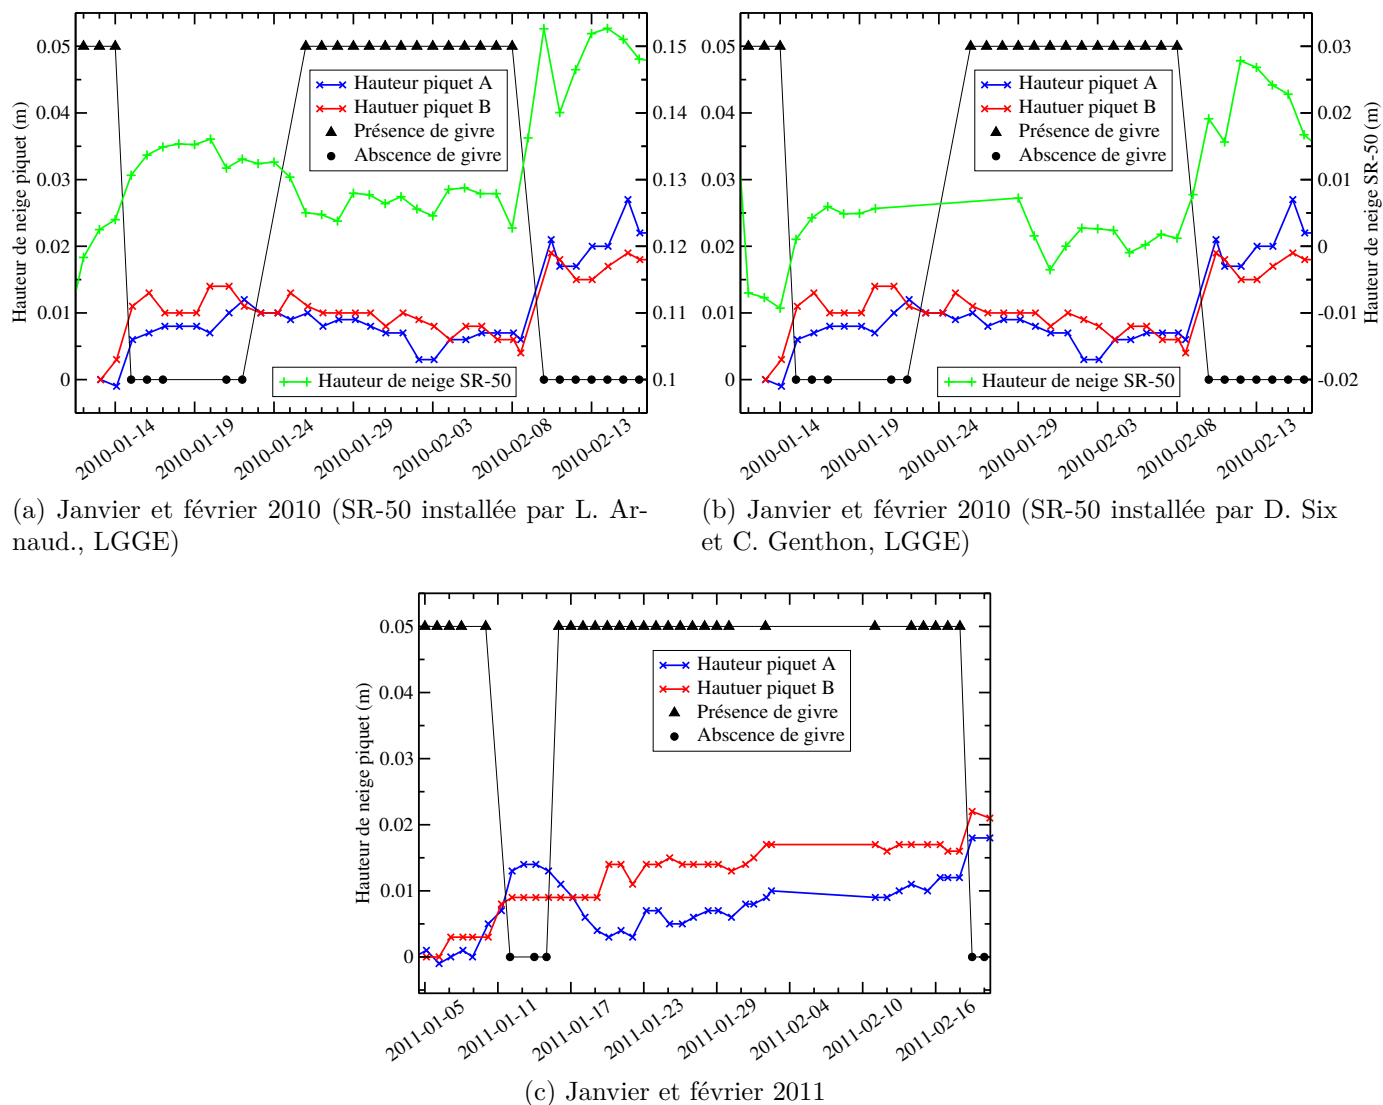 0.05
0.04
0.03
0.02
0.01
0
Hauteur de neige piquet (m)
Hauteur piquet A
Hautuer piquet B
Présence de givre
Abscence de givre
Hauteur de neige SR-50
0.15
0.14
0.13
0.12
0.11
0.1
2010-01-14
2010-01-19
2010-01-24
2010-01-29
2010-02-03
2010-02-08
2010-02-13
(a) Janvier et février 2010 (SR-50 installée par L. Ar-
naud., LGGE)
0.05
0.04
0.03
0.02
0.01
0
Hauteur piquet A
Hautuer piquet B
Présence de givre
Abscence de givre
Hauteur de neige SR-50
0.03
0.02
0.01
0
-0.01
-0.02
Hauteur de neige SR-50 (m)
2010-01-14
2010-01-19
2010-01-24
2010-01-29
2010-02-03
2010-02-08
2010-02-13
(b) Janvier et février 2010 (SR-50 installée par D. Six
et C. Genthon, LGGE)
0.05
0.04
0.03
0.02
0.01
0
Hauteur de neige piquet (m)
Hauteur piquet A
Hautuer piquet B
Présence de givre
Abscence de givre
2011-01-05
2011-01-11
2011-01-17
2011-01-23
2011-01-29
2011-02-04
2011-02-10
2011-02-16
(c) Janvier et février 2011